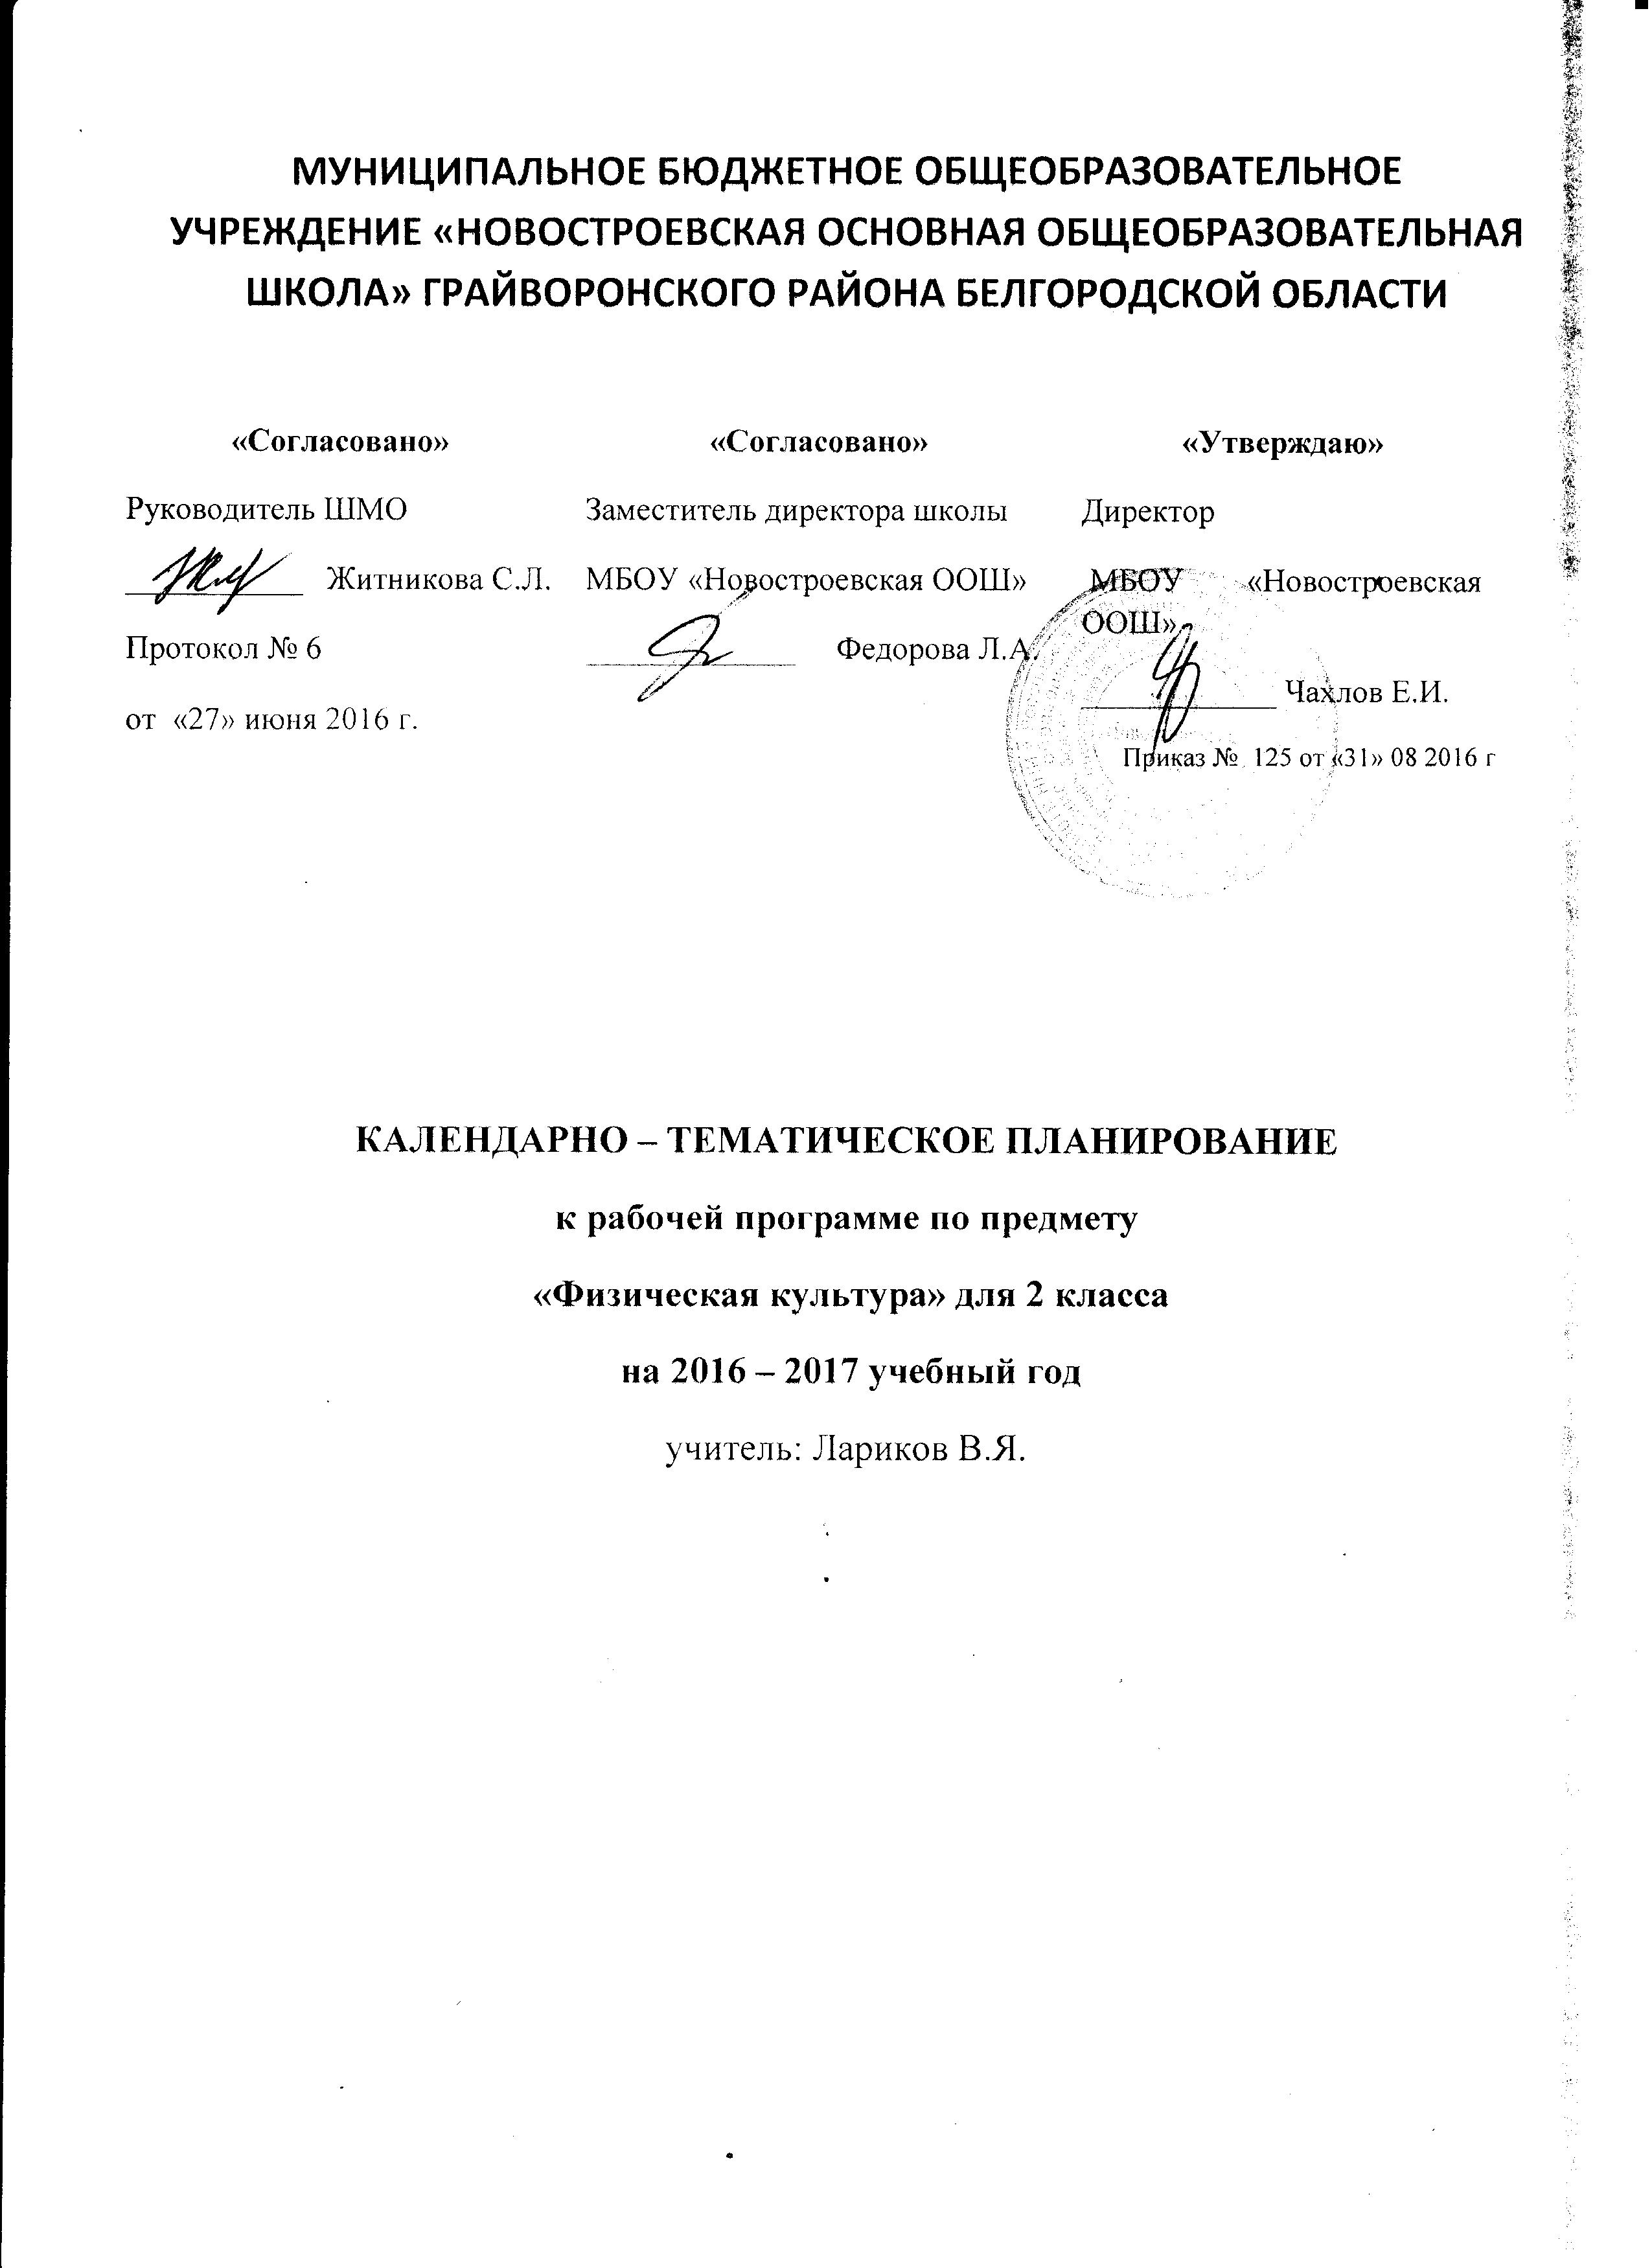 МУНИЦИПАЛЬНОЕ БЮДЖЕТНОЕ ОБЩЕОБРАЗОВАТЕЛЬНОЕ
УЧРЕЖДЕНИЕ «НОВОСТРОЕВСКАЯ ОСНОВНАЯ ОБЩЕОБРАЗОВАТЕЛЬНАЯ
ШКОЛА» ГРАЙВОРОНСКОГО РАЙОНА БЕЛГОРОДСКОЙ ОБЛАСТИ
«Согласовано»
Руководитель ШМО
Житникова С.Л.
Протокол № 6
от «27» июня 2016 г.
«Согласовано»
Заместитель директора школы
МБОУ «Новостроевская ООШ»
Федорова Л.А.
«Утверждаю»
Директор
МБОУ «Новостроевская
ООШ»
Чахлов Е.И.
Приказ № 125 от «31» 08 2016 г
КАЛЕНДАРНО – ТЕМАТИЧЕСКОЕ ПЛАНИРОВАНИЕ
к рабочей программе по предмету
«Физическая культура» для 2 класса
на 2016 – 2017 учебный год
учитель: Лариков В.Я.